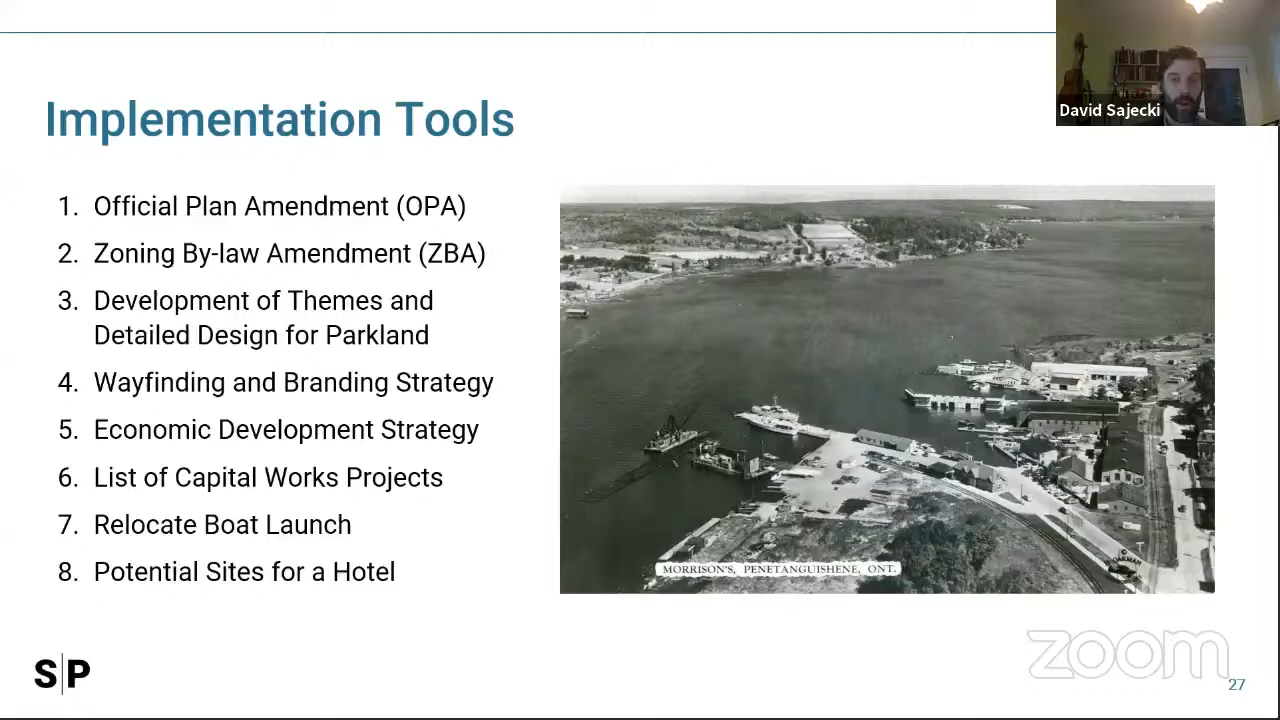 David Sajecki
Implementation Tools
1. Official Plan Amendment (OPA)
2. Zoning By-law Amendment (ZBA)
3. Development of Themes and
Detailed Design for Parkland
4. Wayfinding and Branding Strategy
5. Economic Development Strategy
6. List of Capital Works Projects
7. Relocate Boat Launch
8. Potential Sites for a Hotel
MORRISON'S, PENETANGUISHENE, ONT.
S|P
zoom
27